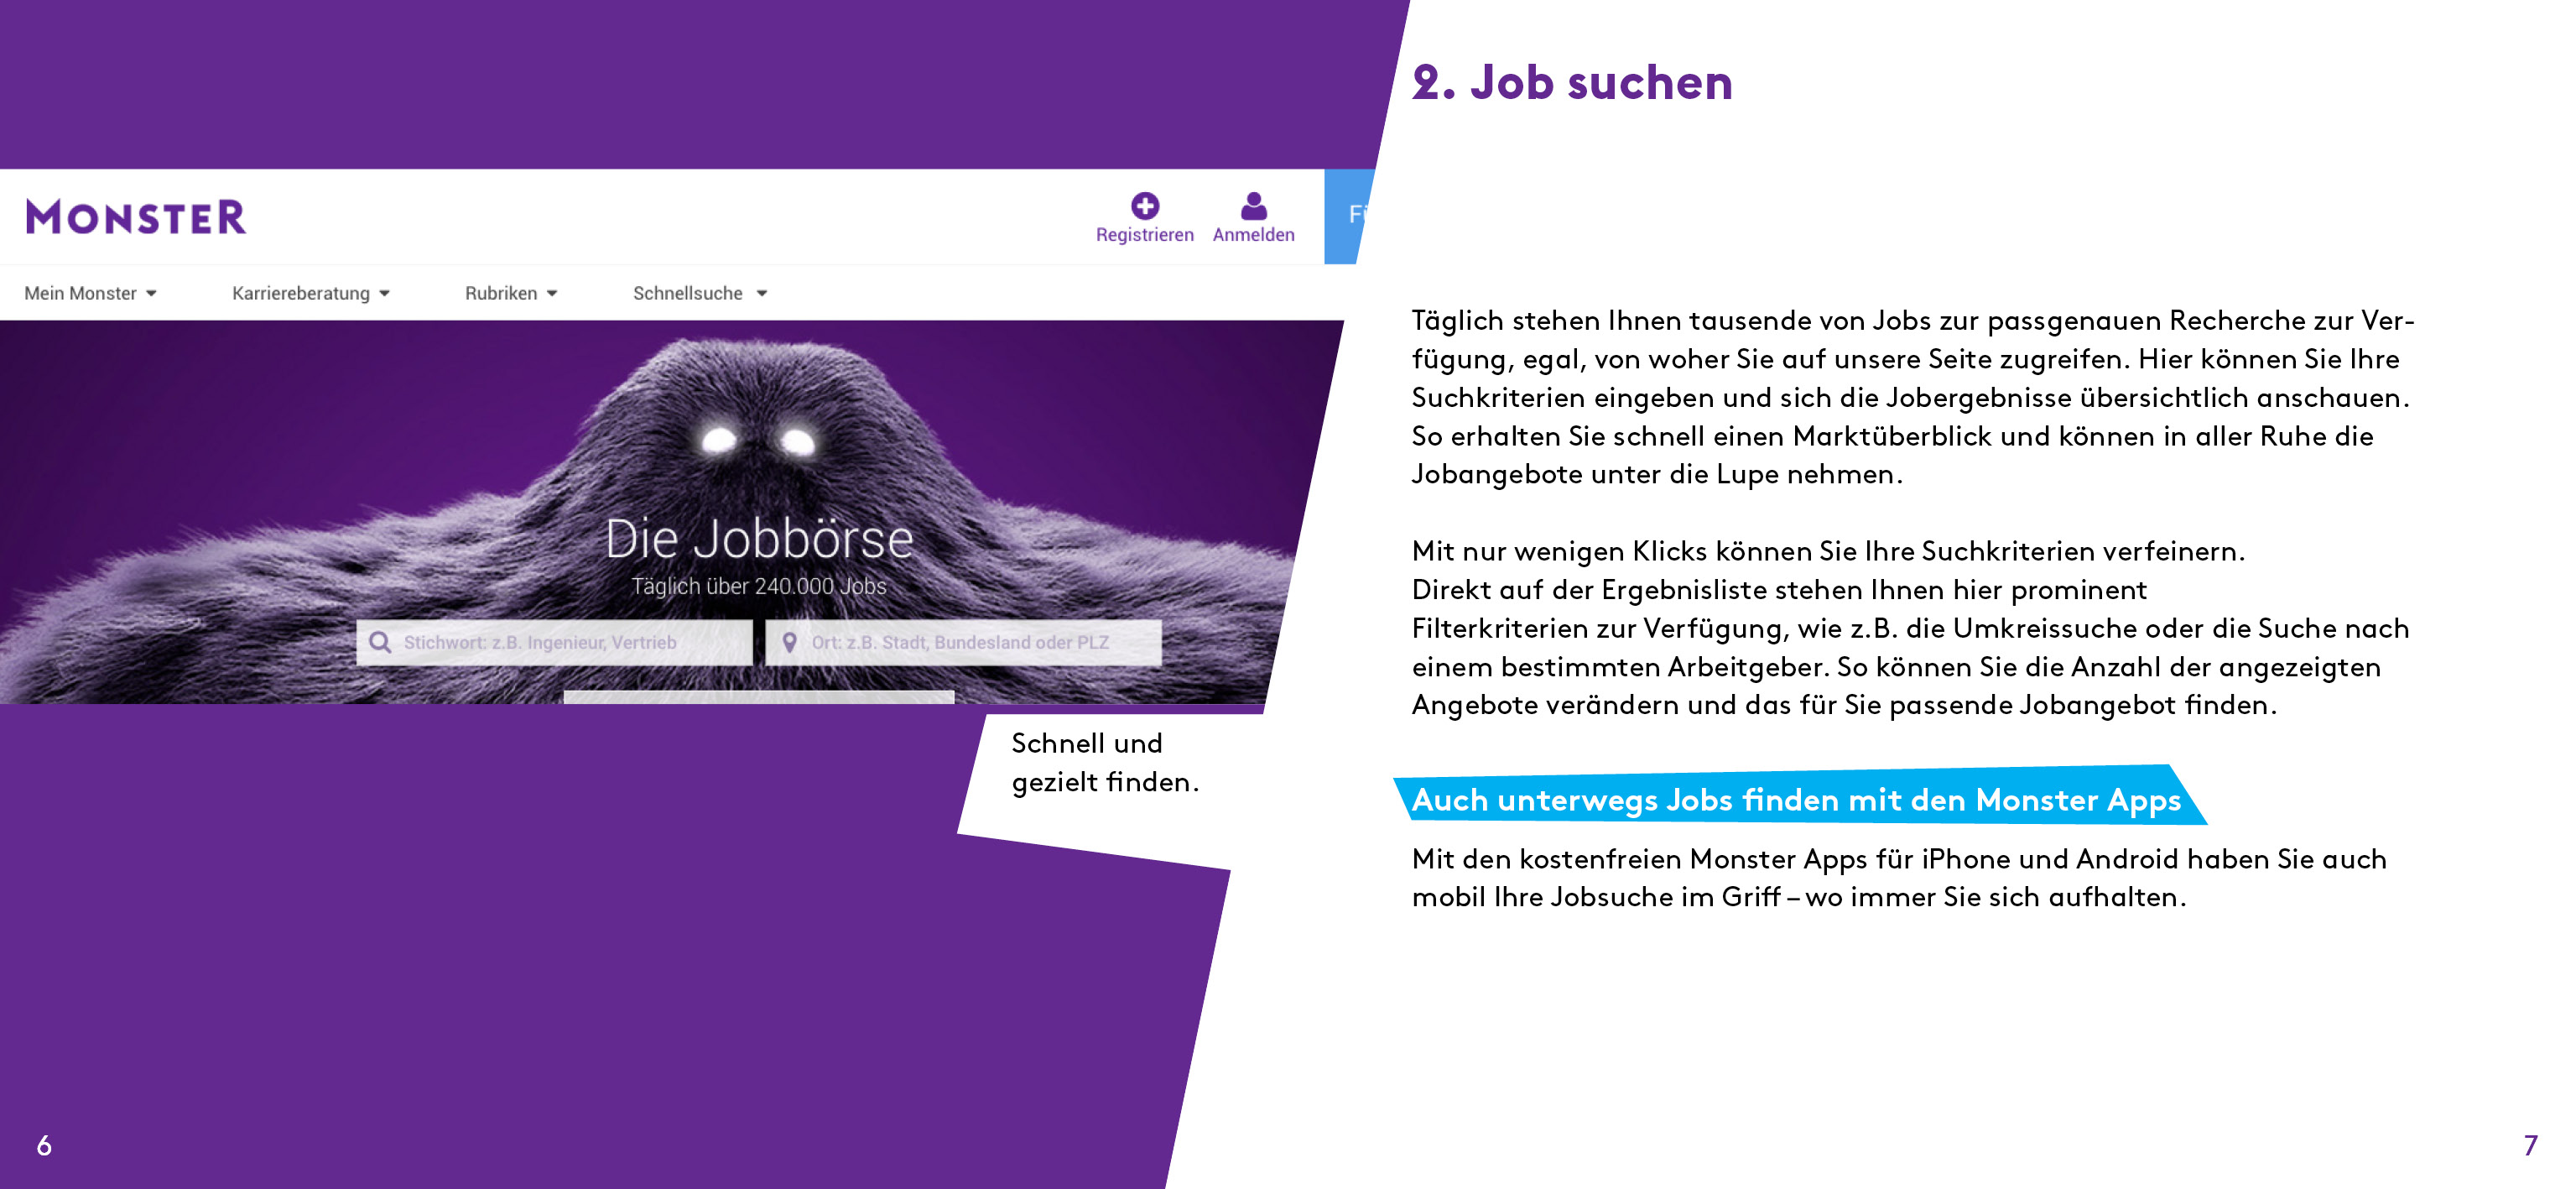 MONSTER
Registrieren
Anmelden
Mein Monster
Karriereberatung
Rubriken
Schnellsuche
Die Jobbörse
Täglich über 240.000 Jobs
Stichwort: z.B. Ingenieur, Vertrieb
Ort: z.B. Stadt, Bundesland oder PLZ
Schnell und
gezielt finden.
6
2. Job suchen
Täglich stehen Ihnen tausende von Jobs zur passgenauen Recherche zur Ver-
fügung, egal, von woher Sie auf unsere Seite zugreifen. Hier können Sie Ihre
Suchkriterien eingeben und sich die Jobergebnisse übersichtlich anschauen.
So erhalten Sie schnell einen Marktüberblick und können in aller Ruhe die
Jobangebote unter die Lupe nehmen.
Mit nur wenigen Klicks können Sie Ihre Suchkriterien verfeinern.
Direkt auf der Ergebnisliste stehen Ihnen hier prominent
Filterkriterien zur Verfügung, wie z.B. die Umkreissuche oder die Suche nach
einem bestimmten Arbeitgeber. So können Sie die Anzahl der angezeigten
Angebote verändern und das für Sie passende Jobangebot finden.
Auch unterwegs Jobs finden mit den Monster Apps
Mit den kostenfreien Monster Apps für iPhone und Android haben Sie auch
mobil Ihre Jobsuche im Griff – wo immer Sie sich aufhalten.
7